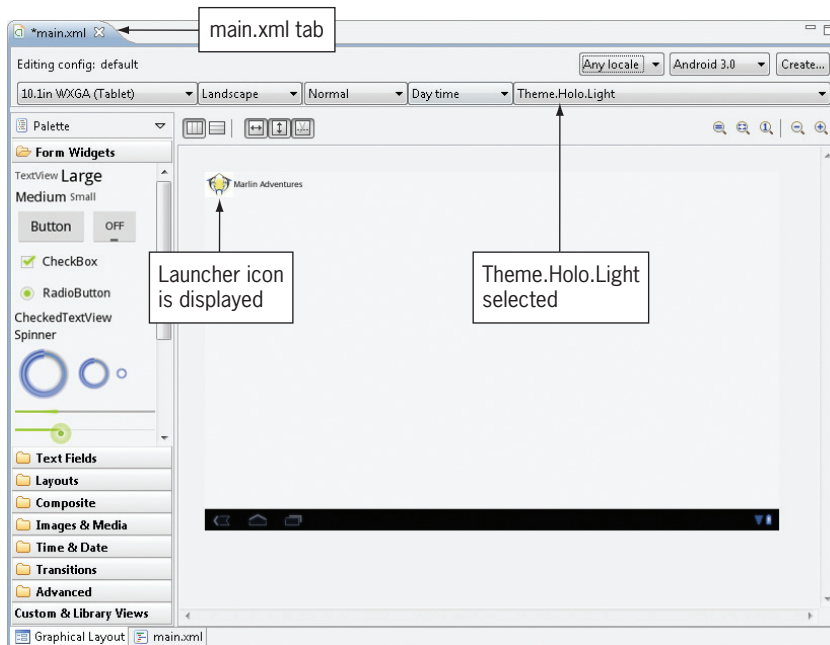 *main.xml
main.xml tab
Editing config: default
Any locale
Android 3.0
Create...
10.1in WXGA (Tablet)
Landscape
Normal
Day time
Theme.Holo.Light
Palette
Form Widgets
TextView Large
Medium Small
Button
OFF
CheckBox
RadioButton
CheckedTextView
Spinner
Text Fields
Layouts
Composite
Images & Media
Time & Date
Transitions
Advanced
Custom & Library Views
Marlin Adventures
Launcher icon
is displayed
Theme.Holo.Light
selected
Graphical Layout
main.xml